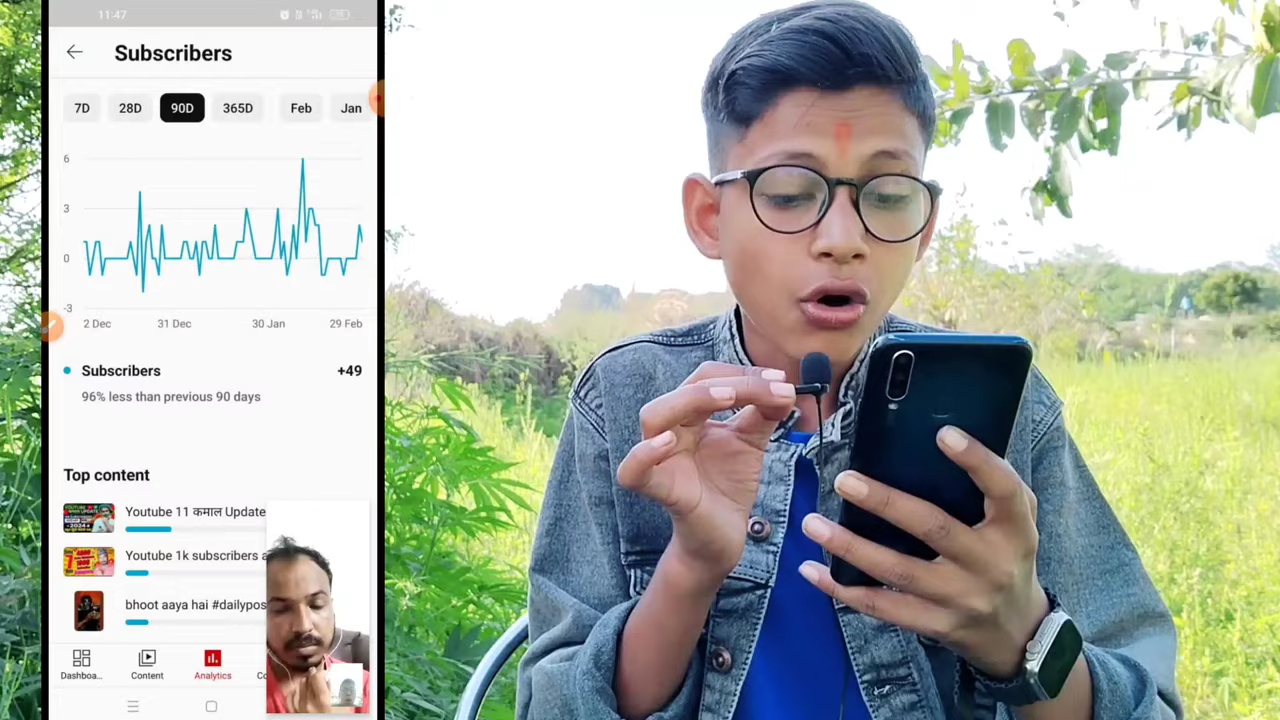 11:47
Subscribers
7D 28D 90D 365D Feb Jan
6
3
0
-3
2 Dec 31 Dec 30 Jan 29 Feb
Subscribers +49
96% less than previous 90 days
Top content
Youtube 11 कमाल Update
Youtube 1k subscribers a
bhoot aaya hai #dailypos
Dashboa... Content Analytics Co